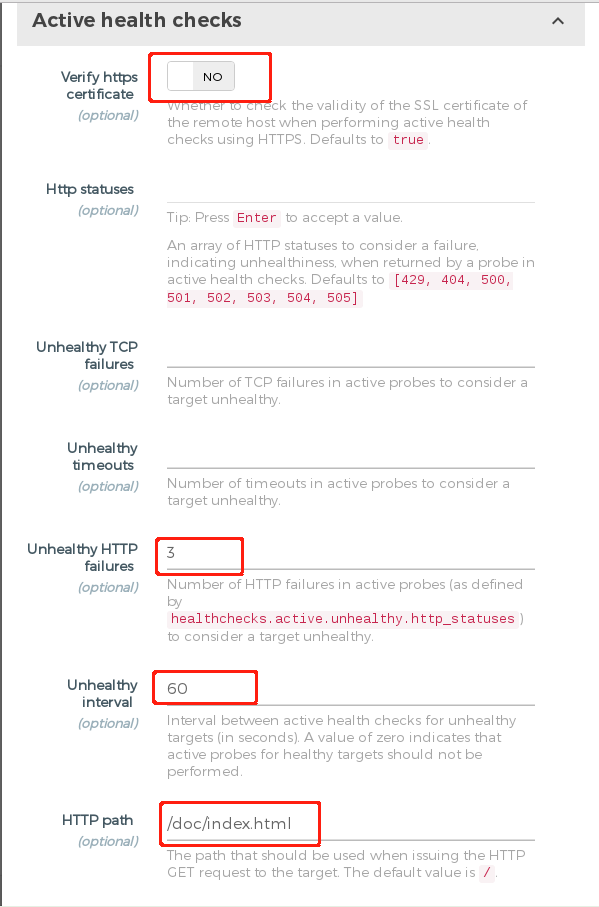 Active health checks
Verify https
certificate
(optional)
NO
Whether to check the validity of the SSL certificate of
the remote host when performing active health
checks using HTTPS. Defaults to true.
Http statuses
(optional)
Tip: Press Enter to accept a value.
An array of HTTP statuses to consider a failure,
indicating unhealthiness, when returned by a probe in
active health checks. Defaults to [429, 404, 500,
501, 502, 503, 504, 505]
Unhealthy TCP
failures
(optional)
Number of TCP failures in active probes to consider a
target unhealthy.
Unhealthy
timeouts
(optional)
Number of timeouts in active probes to consider a
target unhealthy.
Unhealthy HTTP
failures
(optional)
3
Number of HTTP failures in active probes (as defined
by
healthchecks.active.unhealthy.http_statuses)
to consider a target unhealthy.
Unhealthy
interval
(optional)
60
Interval between active health checks for unhealthy
targets (in seconds). A value of zero indicates that
active probes for healthy targets should not be
performed.
HTTP path
(optional)
/doc/index.html
The path that should be used when issuing the HTTP
GET request to the target. The default value is /.